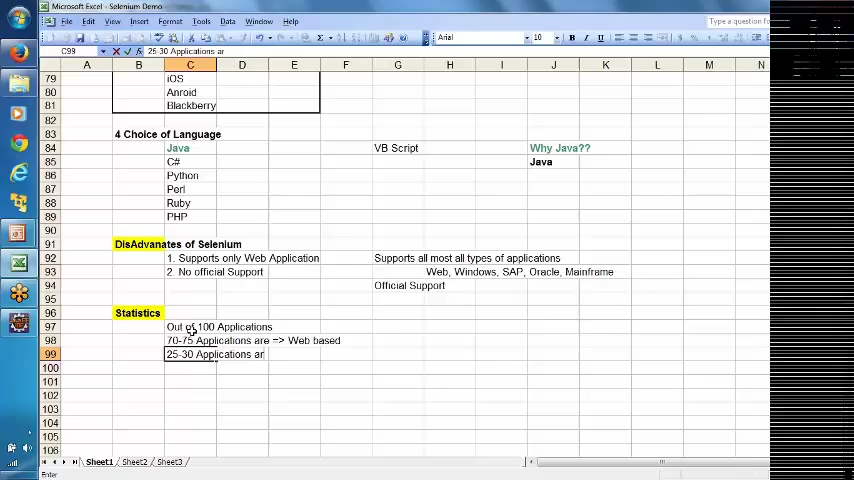 Microsoft Excel - Selenium Demo
File Edit View Insert Format Tools Data Window Help
Type a question
Arial 10 B I U
C99 25-30 Applications ar
A B C D E F G H I J K L M N
79 iOS
80 Anroid
81 Blackberry
82
83 4 Choice of Language
84 Java VB Script Why Java??
85 C# Java
86 Python
87 Perl
88 Ruby
89 PHP
90
91 DisAdvanates of Selenium
92 1. Supports only Web Application Supports all most all types of applications
93 2. No official Support Web, Windows, SAP, Oracle, Mainframe
94 Official Support
95
96 Statistics
97 Out of 100 Applications
98 70-75 Applications are => Web based
99 25-30 Applications ar
100
101
102
103
104
105
106
Sheet1 Sheet2 Sheet3
Enter